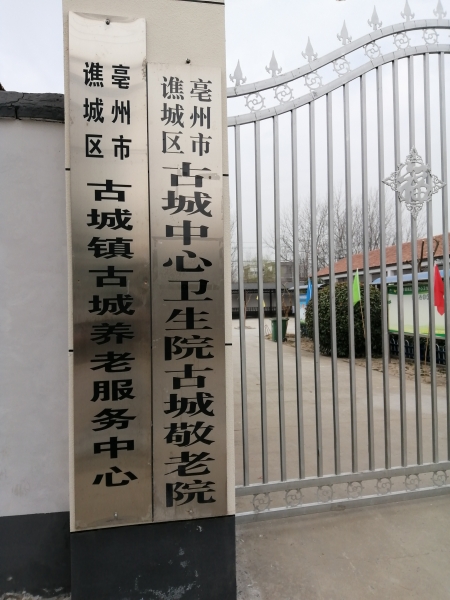 亳州市
谯城区
古城镇古城养老服务中心
亳州市
谯城区
古城中心卫生院古城敬老院
福